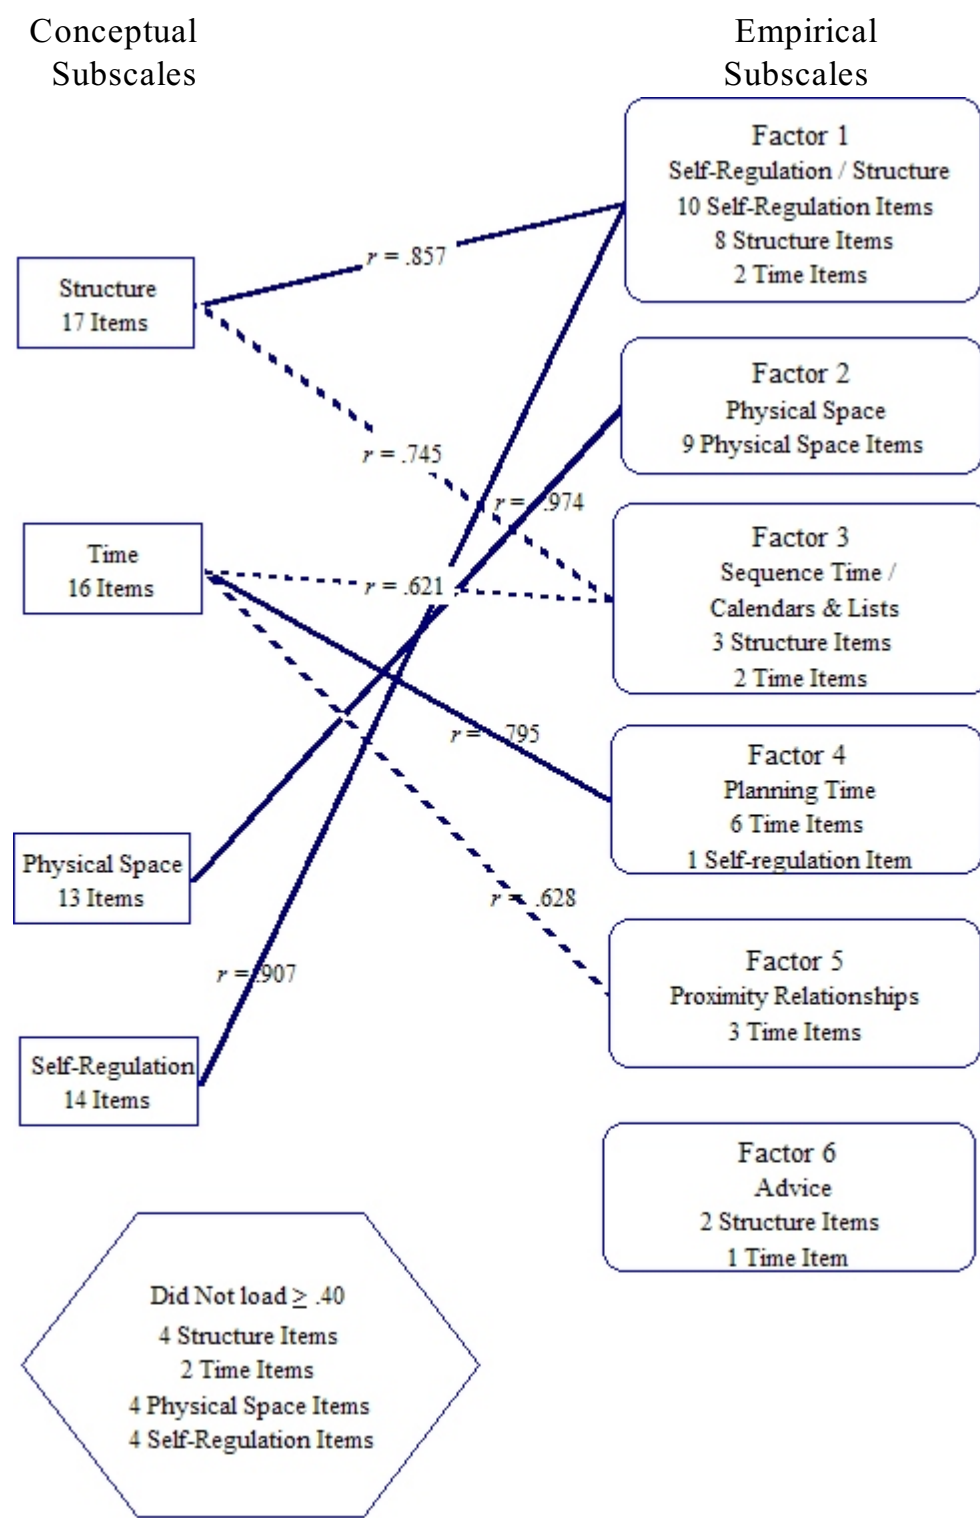 Conceptual
Subscales
Empirical
Subscales
Structure
17 Items
Time
16 Items
Physical Space
13 Items
Self-Regulation
14 Items
r = .857
r = .745
r = .974
r = .621
r = .795
r = .628
r = .907
Factor 1
Self-Regulation / Structure
10 Self-Regulation Items
8 Structure Items
2 Time Items
Factor 2
Physical Space
9 Physical Space Items
Factor 3
Sequence Time /
Calendars & Lists
3 Structure Items
2 Time Items
Factor 4
Planning Time
6 Time Items
1 Self-regulation Item
Factor 5
Proximity Relationships
3 Time Items
Factor 6
Advice
2 Structure Items
1 Time Item
Did Not load ≥ .40
4 Structure Items
2 Time Items
4 Physical Space Items
4 Self-Regulation Items